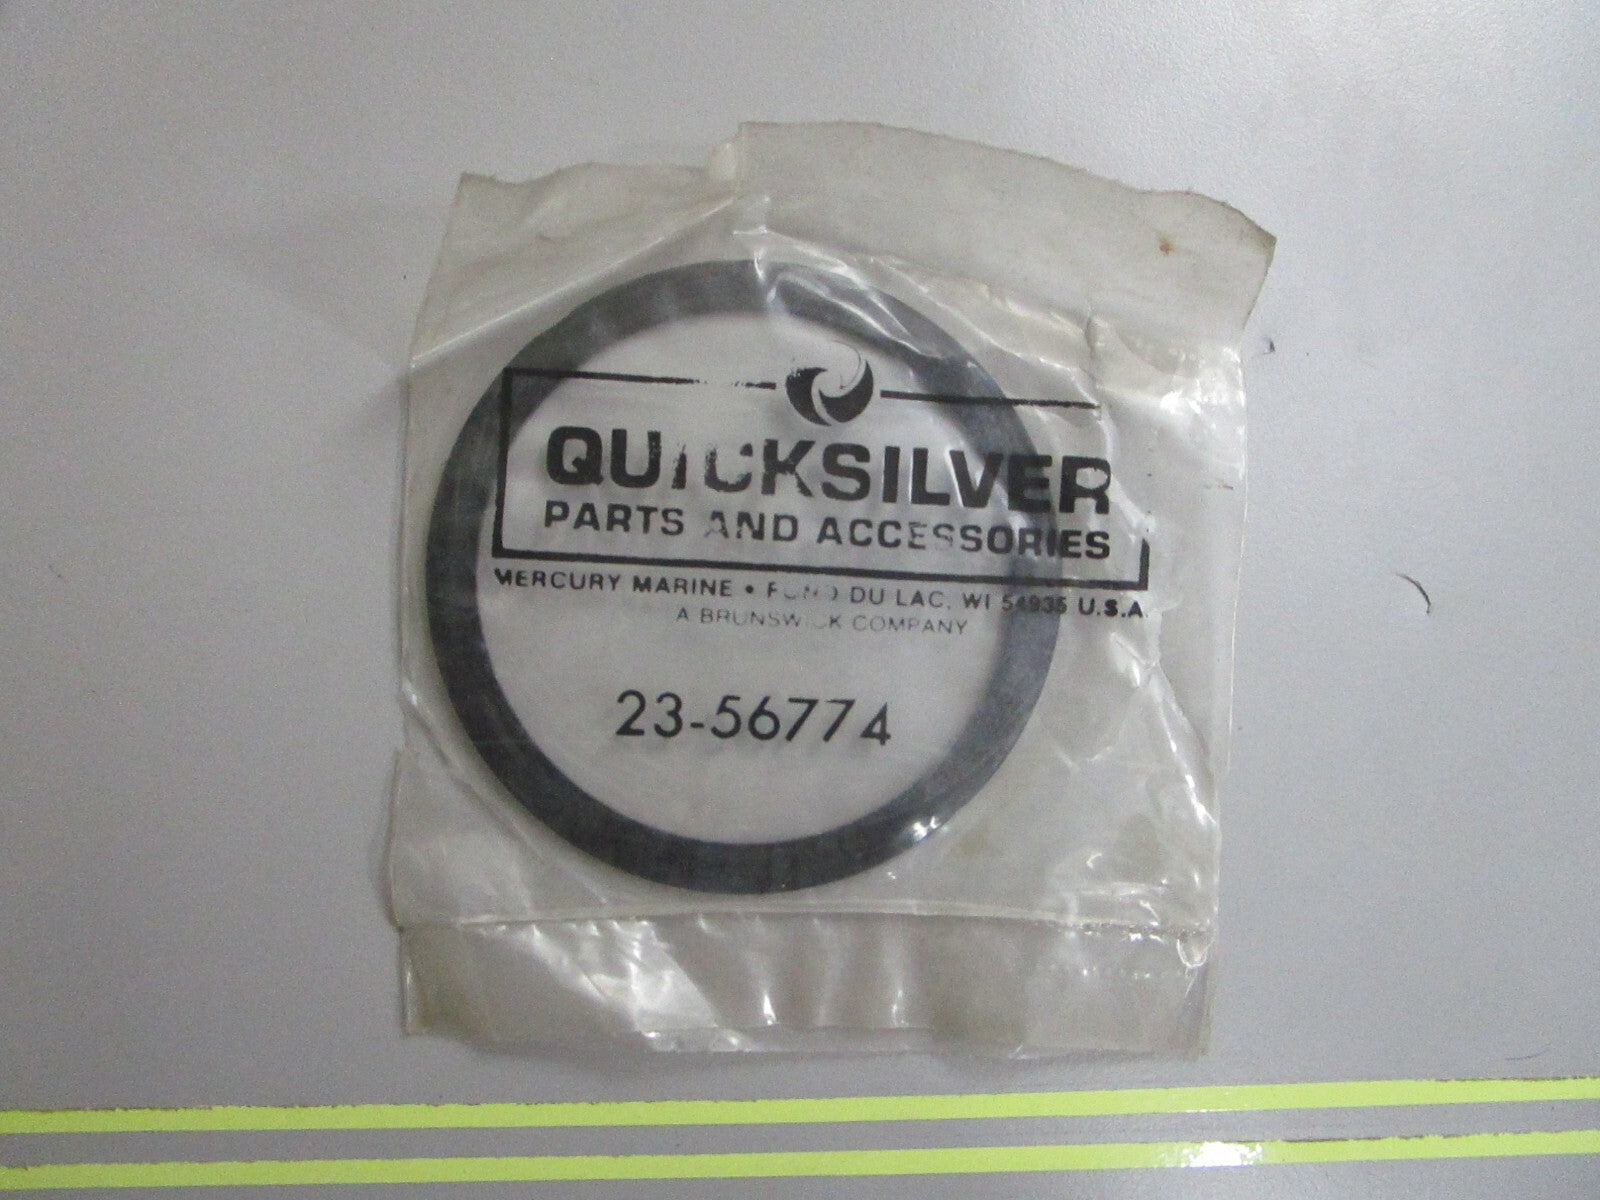 QUICKSILVER
PARTS AND ACCESSORIES
MERCURY MARINE • FOND DU LAC, WI 54935 U.S.A.
A BRUNSWICK COMPANY
23-56774